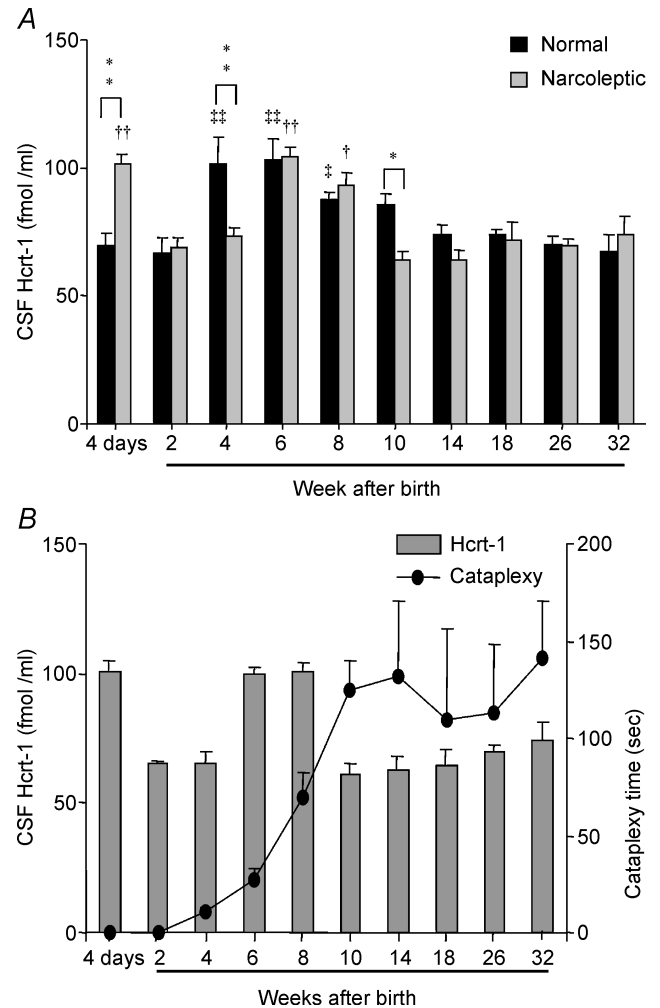 A
150
100
50
0
CSF Hcrt-1 (fmol /ml)
Normal
Narcoleptic
* *
††
* *
‡‡
‡‡
††
‡
†
*
4 days 2 4 6 8 10 14 18 26 32
Week after birth
B
150
100
50
0
CSF Hcrt-1 (fmol /ml)
Hcrt-1
Cataplexy
200
150
100
50
0
Cataplexy time (sec)
4 days 2 4 6 8 10 14 18 26 32
Weeks after birth